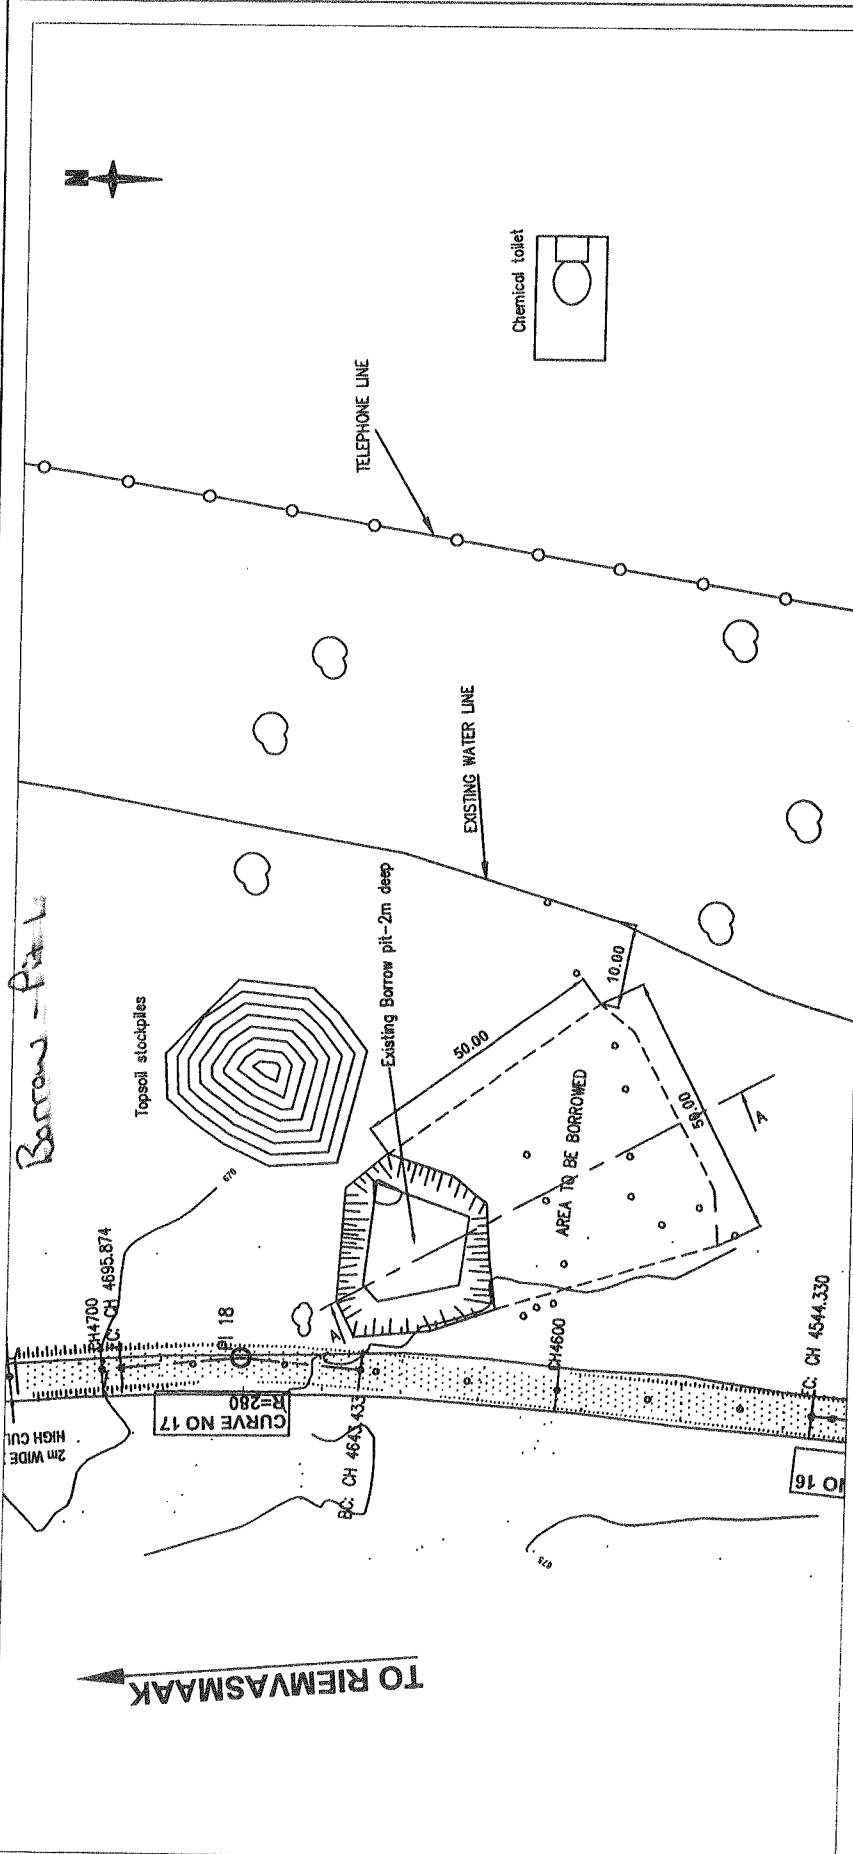 N
Chemical toilet
TELEPHONE LINE
EXISTING WATER LINE
Borrow - Pit
Topsoil stockpiles
Existing Borrow pit-2m deep
10.00
50.00
50.00
AREA TO BE BORROWED
A
A
670
CH4700
EC: CH 4695.874
PI 18
CURVE NO 17
R=280
2m WIDE
HIGH CUL
BC: CH 4643.433
CH4600
EC: CH 4544.330
NO 16
675
TO RIEMVASMAAK